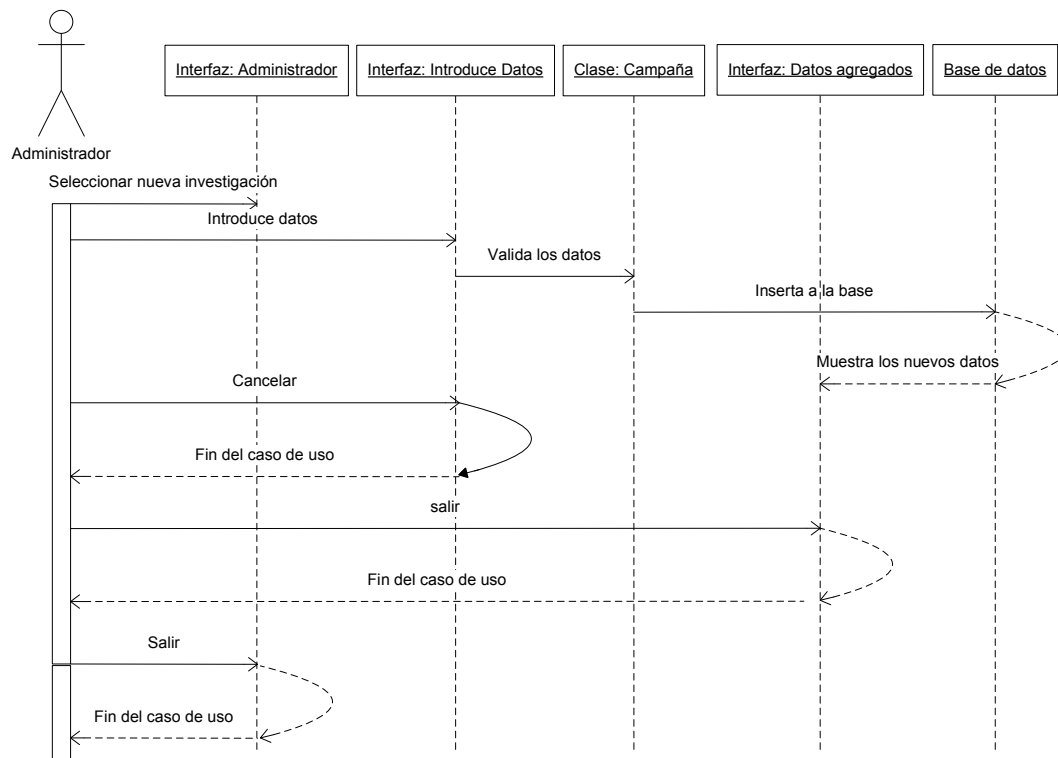 Interfaz: Administrador
Interfaz: Introduce Datos
Clase: Campaña
Interfaz: Datos agregados
Base de datos
Administrador
Seleccionar nueva investigación
Introduce datos
Valida los datos
Inserta a la base
Muestra los nuevos datos
Cancelar
Fin del caso de uso
salir
Fin del caso de uso
Salir
Fin del caso de uso